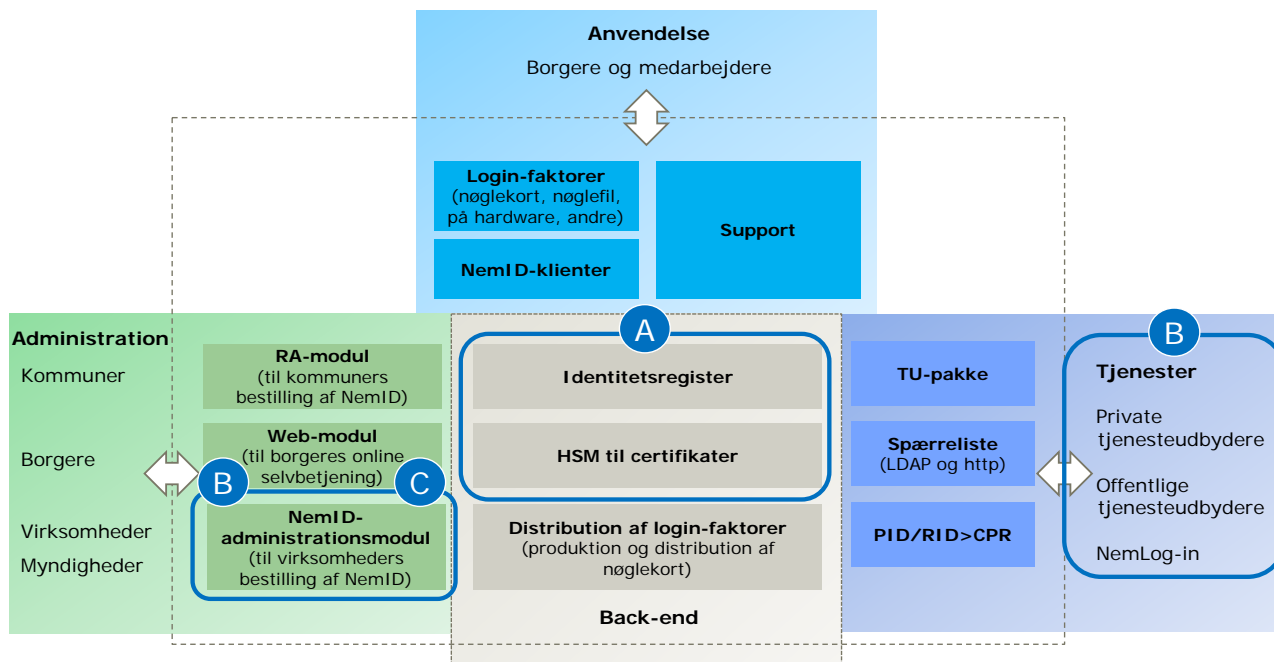 Anvendelse
Borgere og medarbejdere
Login-faktorer
(nøglekort, nøglefil,
på hardware, andre)
NemID-klienter
Support
Administration
Kommuner
Borgere
Virksomheder
Myndigheder
RA-modul
(til kommuners
bestilling af NemID)
Web-modul
(til borgeres online
selvbetjening)
B
C
NemID-
administrationsmodul
(til virksomheders
bestilling af NemID)
A
Identitetsregister
HSM til certifikater
Distribution af login-faktorer
(produktion og distribution af
nøglekort)
Back-end
TU-pakke
Spærreliste
(LDAP og http)
PID/RID>CPR
B
Tjenester
Private
tjenesteudbydere
Offentlige
tjenesteudbydere
NemLog-in